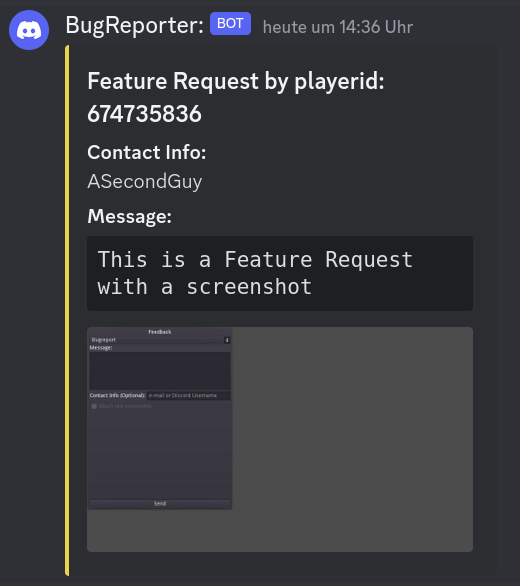 BugReporter: BOT heute um 14:36 Uhr
Feature Request by playerid:
674735836
Contact Info:
ASecondGuy
Message:
This is a Feature Request
with a screenshot
Feedback
Bugreport
Message:
Contact Info (Optional): e-mail or Discord Username
Send